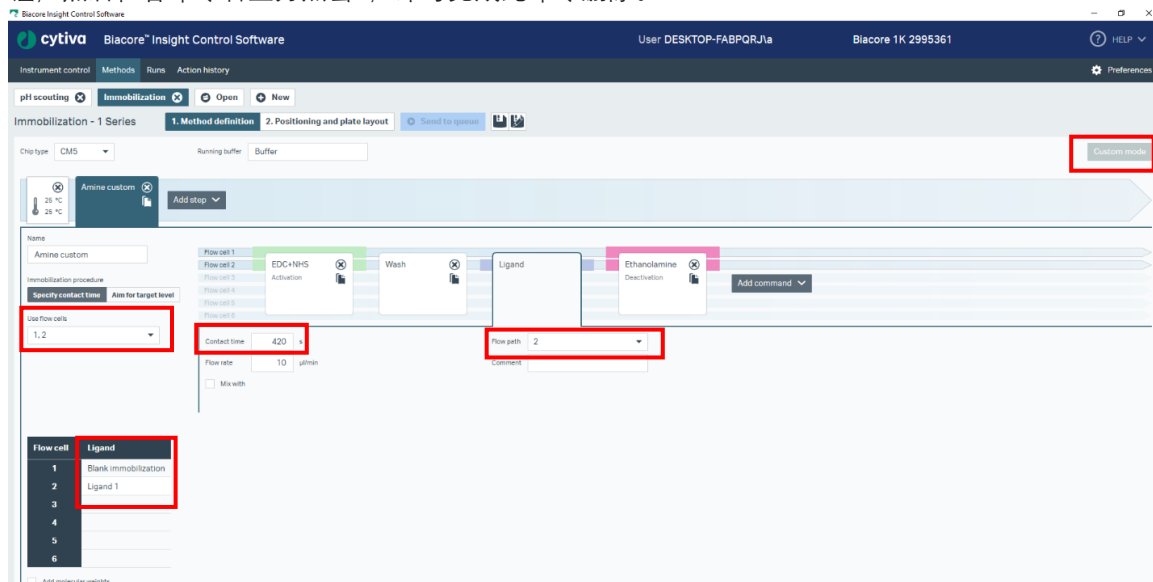 Biacore Insight Control Software
cytiva Biacore™ Insight Control Software User DESKTOP-FABPQRJ\a Biacore 1K 2995361 HELP
Instrument control Methods Runs Action history Preferences
pH scouting Immobilization Open New
Immobilization - 1 Series 1. Method definition 2. Positioning and plate layout Send to queue
Chip type CM5 Running buffer Buffer Custom mode
25 °C
25 °C
Amine custom
Add step
Name
Amine custom
Immobilization procedure
Specify contact time Aim for target level
Use flow cells
1, 2
Flow cell 1
Flow cell 2
Flow cell 3
Flow cell 4
Flow cell 5
Flow cell 6
EDC+NHS
Activation
Wash
Ligand
Ethanolamine
Deactivation
Add command
Contact time 420 s
Flow rate 10 µl/min
Mix with
Flow path 2
Comment
Flow cell Ligand
1 Blank immobilization
2 Ligand 1
3
4
5
6
Add molecular weights